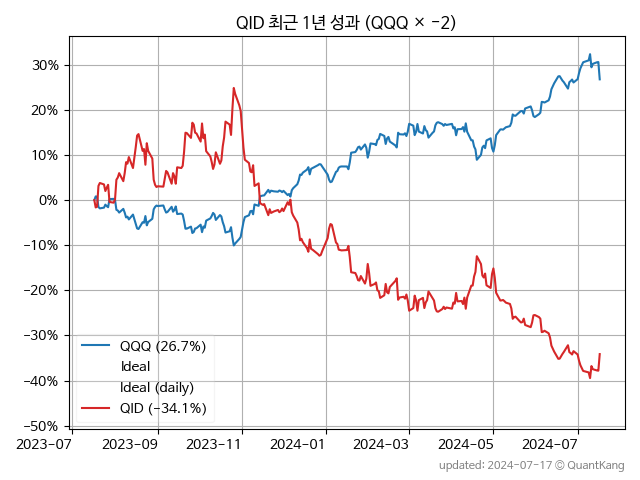 QID 최근 1년 성과 (QQQ × −2)
30%
20%
10%
0%
−10%
−20%
−30%
−40%
−50%
QQQ (26.7%)
Ideal
Ideal (daily)
QID (−34.1%)
2023-07 2023-09 2023-11 2024-01 2024-03 2024-05 2024-07
updated: 2024-07-17 © QuantKang